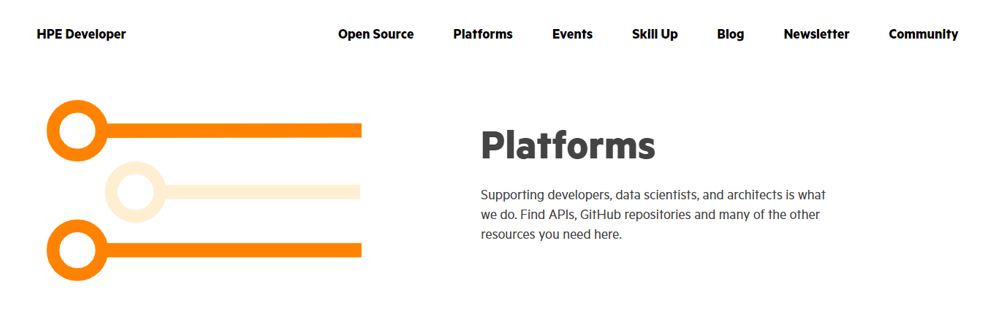 HPE Developer
Open Source
Platforms
Events
Skill Up
Blog
Newsletter
Community
Platforms
Supporting developers, data scientists, and architects is what
we do. Find APIs, GitHub repositories and many of the other
resources you need here.